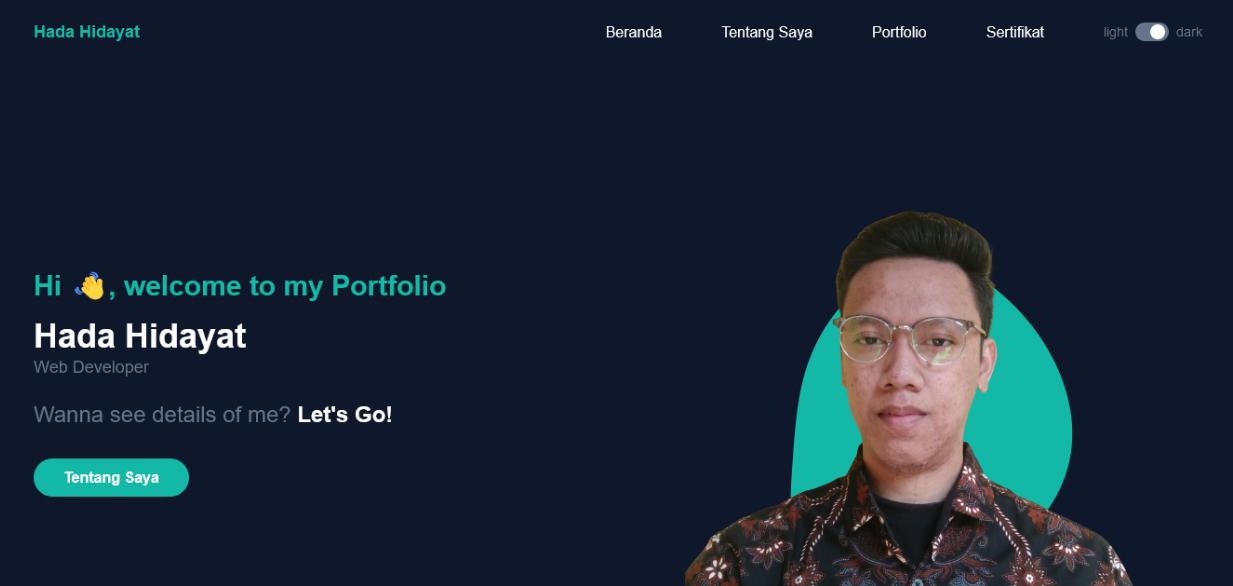 Hada Hidayat
Beranda
Tentang Saya
Portfolio
Sertifikat
light
dark
Hi 👋, welcome to my Portfolio
Hada Hidayat
Web Developer
Wanna see details of me? Let's Go!
Tentang Saya